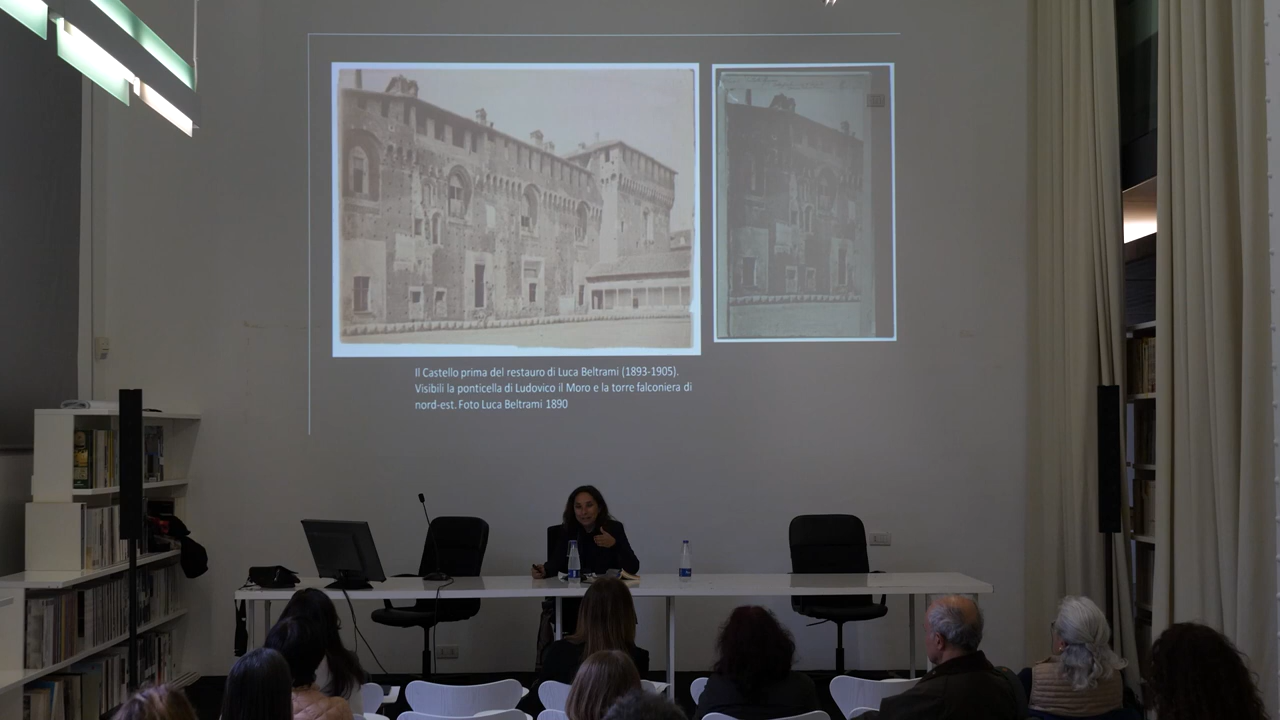 Il Castello prima del restauro di Luca Beltrami (1893-1905).
Visibili la ponticella di Ludovico il Moro e la torre falconiera di
nord-est. Foto Luca Beltrami 1890